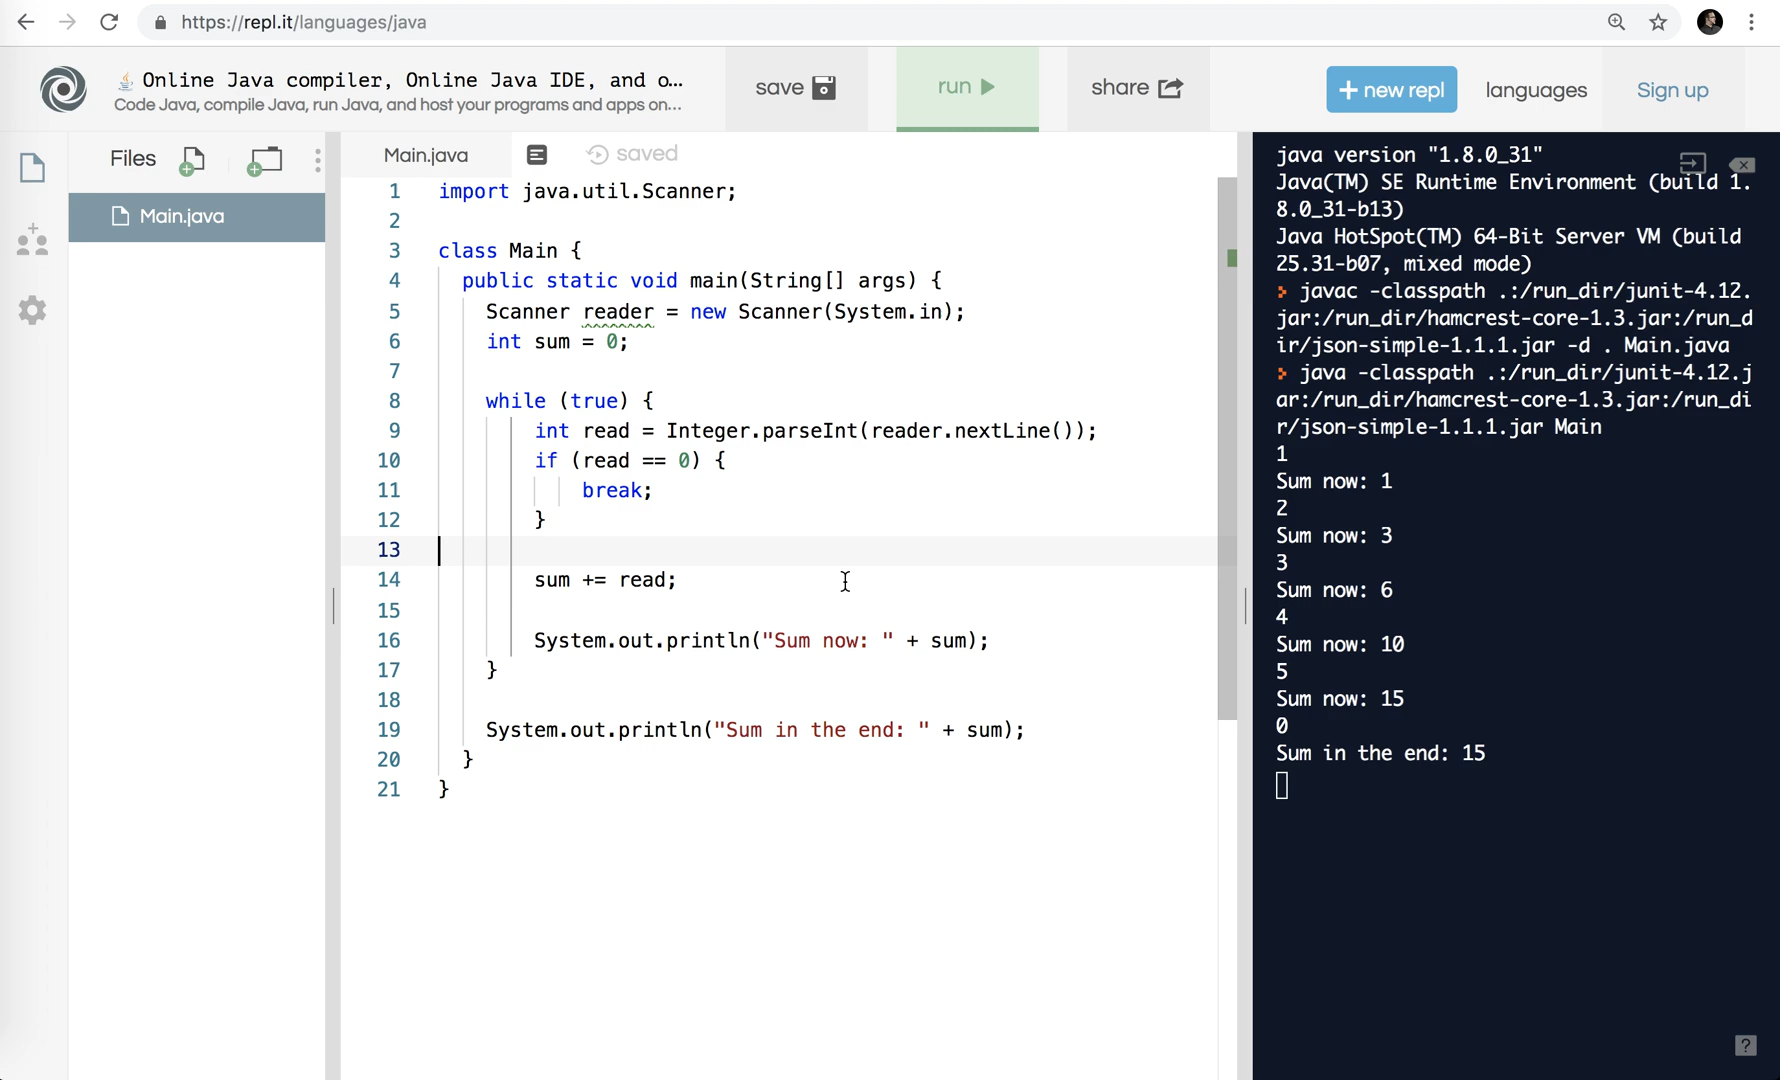 https://repl.it/languages/java
Online Java compiler, Online Java IDE, and o...
Code Java, compile Java, run Java, and host your programs and apps on...
save
run
share
+ new repl
languages
Sign up
Files
Main.java
Main.java
saved
1 import java.util.Scanner;
2
3 class Main {
4 public static void main(String[] args) {
5 Scanner reader = new Scanner(System.in);
6 int sum = 0;
7
8 while (true) {
9 int read = Integer.parseInt(reader.nextLine());
10 if (read == 0) {
11 break;
12 }
13
14 sum += read;
15
16 System.out.println("Sum now: " + sum);
17 }
18
19 System.out.println("Sum in the end: " + sum);
20 }
21 }
java version "1.8.0_31"
Java(TM) SE Runtime Environment (build 1.
8.0_31-b13)
Java HotSpot(TM) 64-Bit Server VM (build
25.31-b07, mixed mode)
javac -classpath .:/run_dir/junit-4.12.
jar:/run_dir/hamcrest-core-1.3.jar:/run_d
ir/json-simple-1.1.1.jar -d . Main.java
java -classpath .:/run_dir/junit-4.12.j
ar:/run_dir/hamcrest-core-1.3.jar:/run_di
r/json-simple-1.1.1.jar Main
1
Sum now: 1
2
Sum now: 3
3
Sum now: 6
4
Sum now: 10
5
Sum now: 15
0
Sum in the end: 15
?